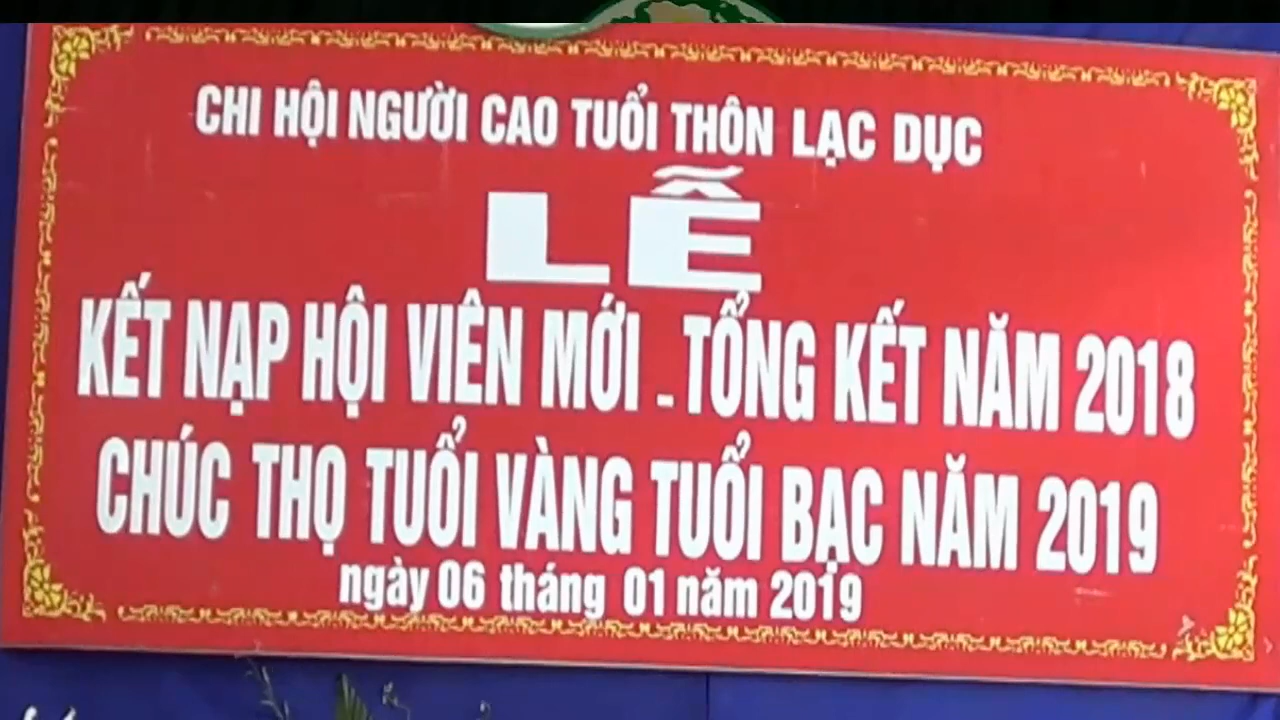 CHI HỘI NGƯỜI CAO TUỔI THÔN LẠC DỤC
LỄ
KẾT NẠP HỘI VIÊN MỚI - TỔNG KẾT NĂM 2018
CHÚC THỌ TUỔI VÀNG TUỔI BẠC NĂM 2019
ngày 06 tháng 01 năm 2019